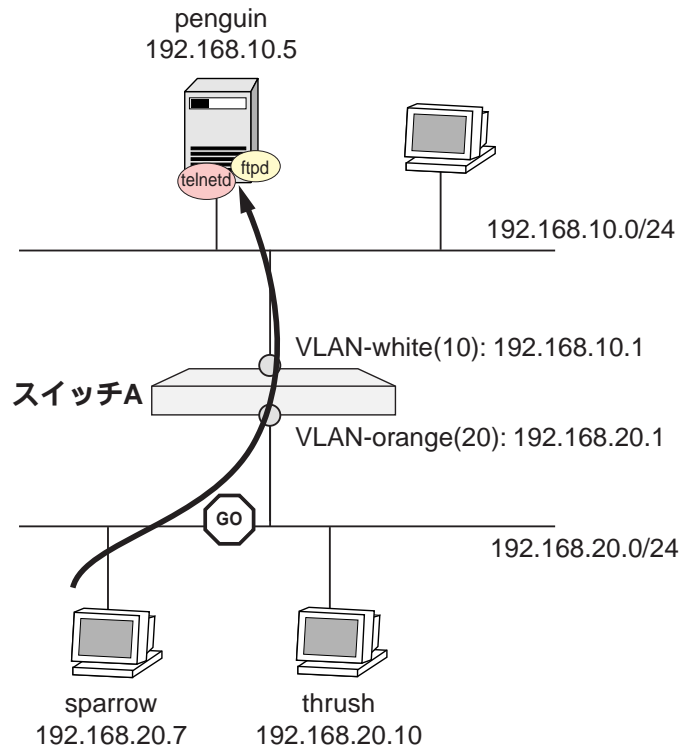 penguin
192.168.10.5
telnetd
ftpd
192.168.10.0/24
VLAN-white(10): 192.168.10.1
スイッチA
VLAN-orange(20): 192.168.20.1
GO
192.168.20.0/24
sparrow
192.168.20.7
thrush
192.168.20.10